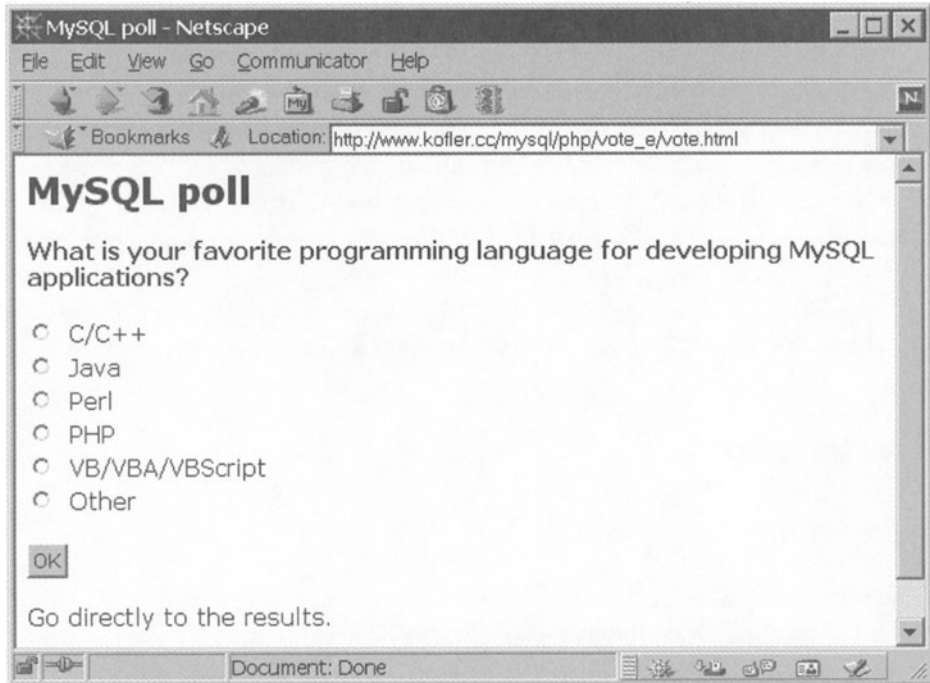 MySQL poll - Netscape
File Edit View Go Communicator Help
My
N
Bookmarks Location: http://www.kofler.cc/mysql/php/vote_e/vote.html
MySQL poll
What is your favorite programming language for developing MySQL
applications?
C/C++
Java
Perl
PHP
VB/VBA/VBScript
Other
OK
Go directly to the results.
Document: Done